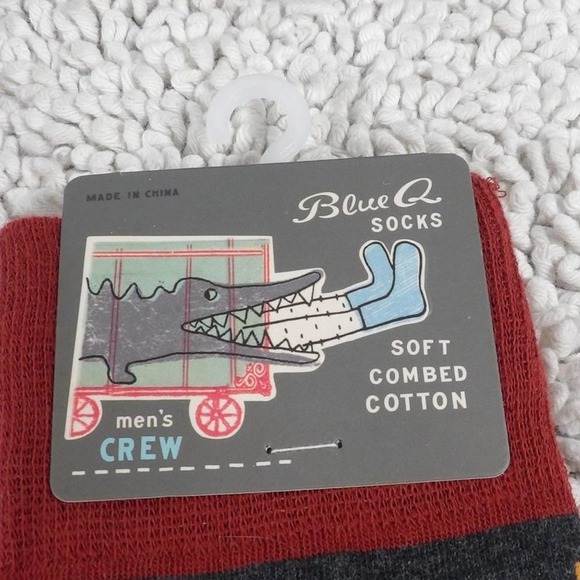 MADE IN CHINA
Blue Q
SOCKS
SOFT
COMBED
COTTON
men's
CREW